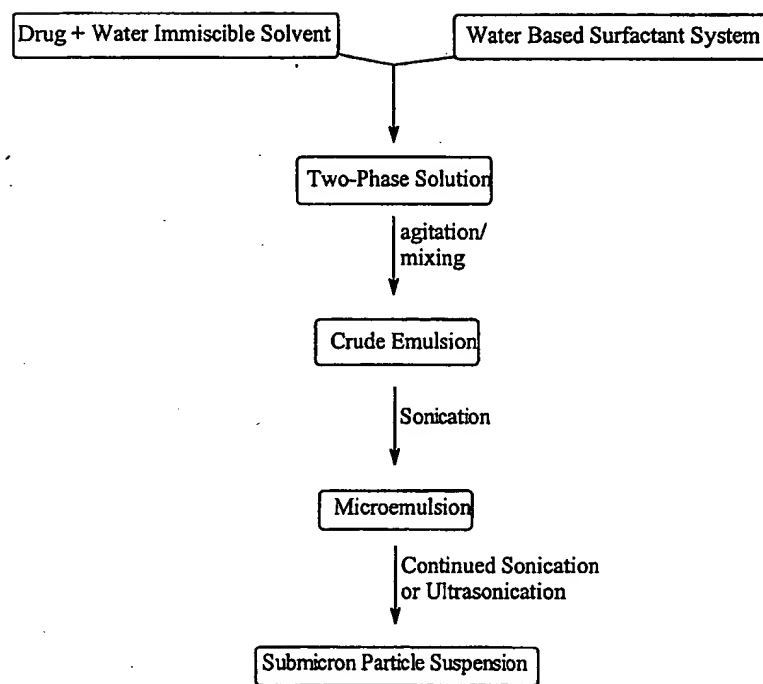 Drug + Water Immiscible Solvent
Water Based Surfactant System
Two-Phase Solution
agitation/
mixing
Crude Emulsion
Sonication
Microemulsion
Continued Sonication
or Ultrasonication
Submicron Particle Suspension